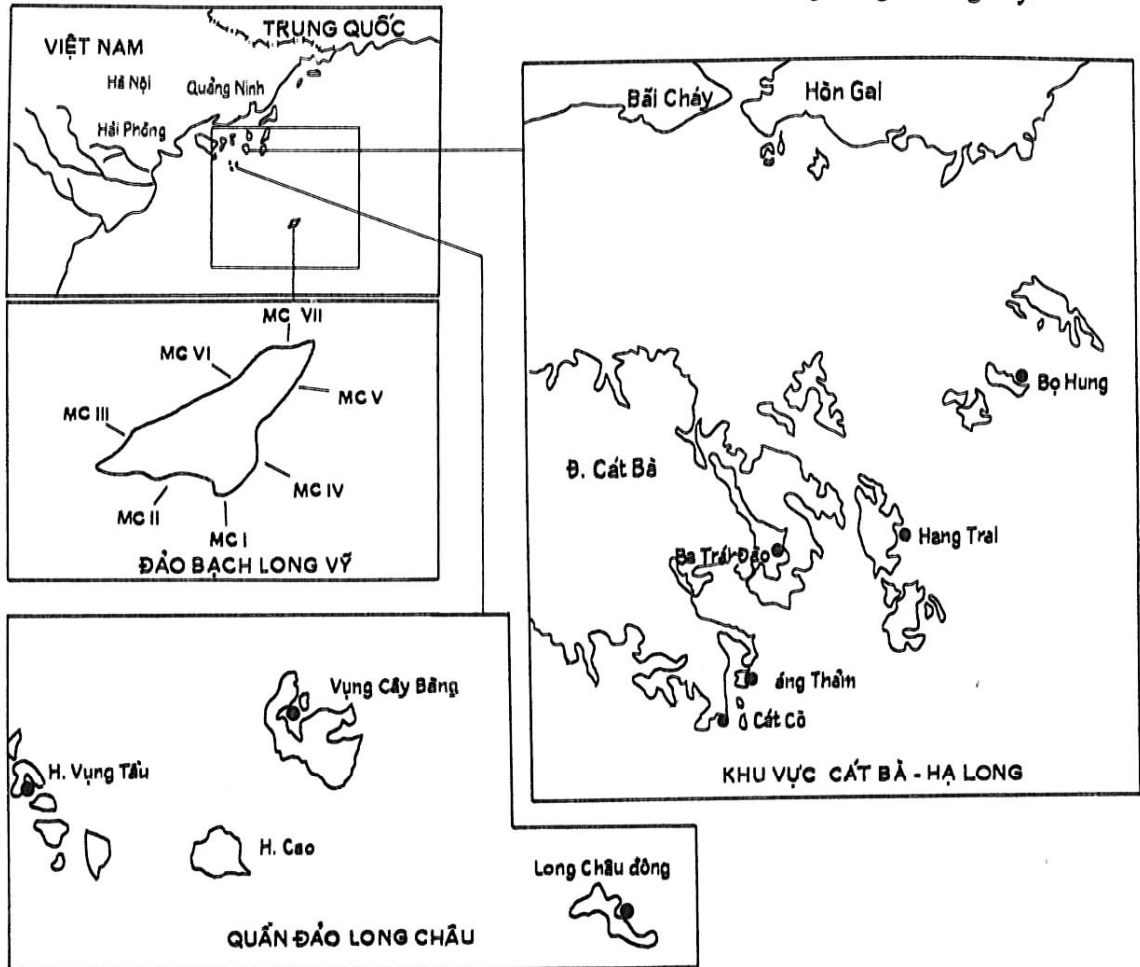 VIỆT NAM
TRUNG QUỐC
Hà Nội
Quảng Ninh
Hải Phòng
MC VII
MC VI
MC V
MC III
MC IV
MC II
MC I
ĐẢO BẠCH LONG VỸ
Bãi Cháy
Hòn Gai
Bọ Hung
Đ. Cát Bà
Hang Trai
Ba Trái Đào
áng Thảm
Cát Cò
KHU VỰC CÁT BÀ - HẠ LONG
Vụng Cây Bàng
H. Vụng Tầu
H. Cao
Long Châu đông
QUẦN ĐẢO LONG CHÂU